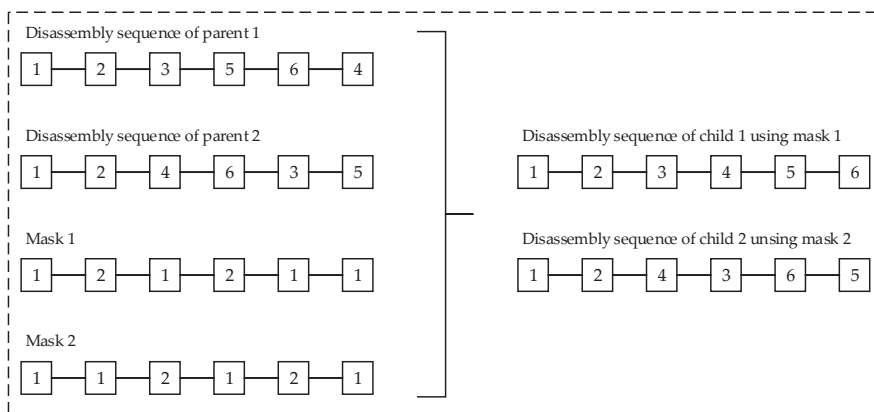 Disassembly sequence of parent 1
1 2 3 5 6 4
Disassembly sequence of parent 2
1 2 4 6 3 5
Mask 1
1 2 1 2 1 1
Mask 2
1 1 2 1 2 1
Disassembly sequence of child 1 using mask 1
1 2 3 4 5 6
Disassembly sequence of child 2 unsing mask 2
1 2 4 3 6 5